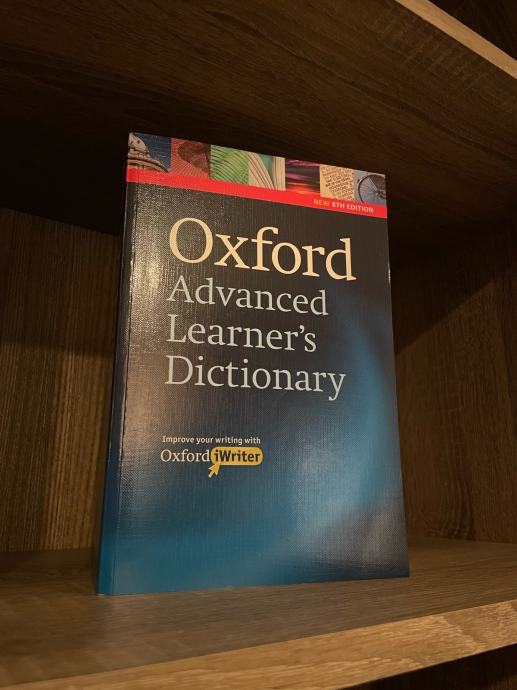 NEW 8TH EDITION
Oxford
Advanced
Learner's
Dictionary
Improve your writing with
Oxford iWriter